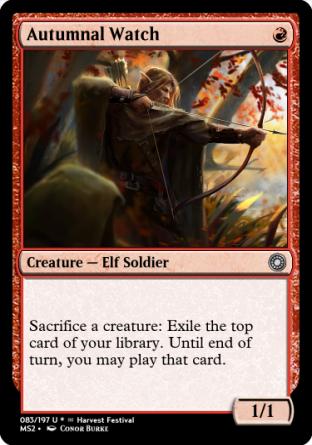 Autumnal Watch
Creature — Elf Soldier
Sacrifice a creature: Exile the top
card of your library. Until end of
turn, you may play that card.
1/1
083/197 U * = Harvest Festival
MS2 • Conor Burke